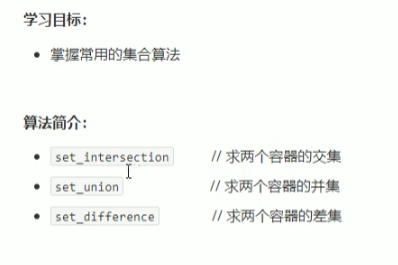 学习目标：
掌握常用的集合算法
算法简介：
set_intersection // 求两个容器的交集
set_union // 求两个容器的并集
set_difference // 求两个容器的差集